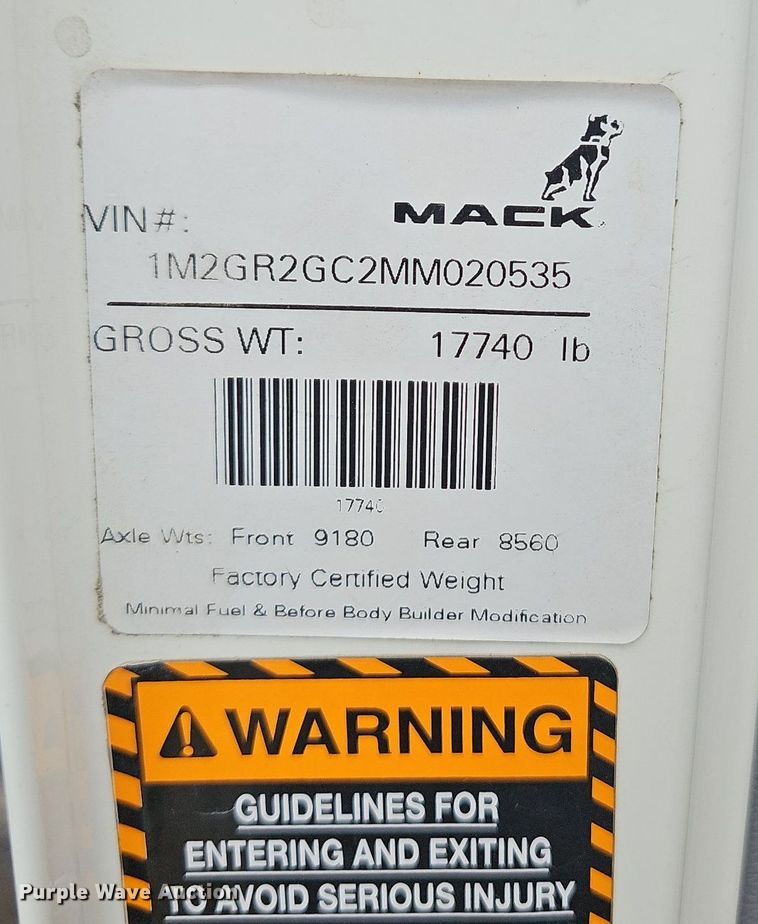 MACK
VIN#:
1M2GR2GC2MM020535
GROSS WT: 17740 lb
17740
Axle Wts: Front 9180 Rear 8560
Factory Certified Weight
Minimal Fuel & Before Body Builder Modification
WARNING
GUIDELINES FOR
ENTERING AND EXITING
TO AVOID SERIOUS INJURY
Purple Wave Auction